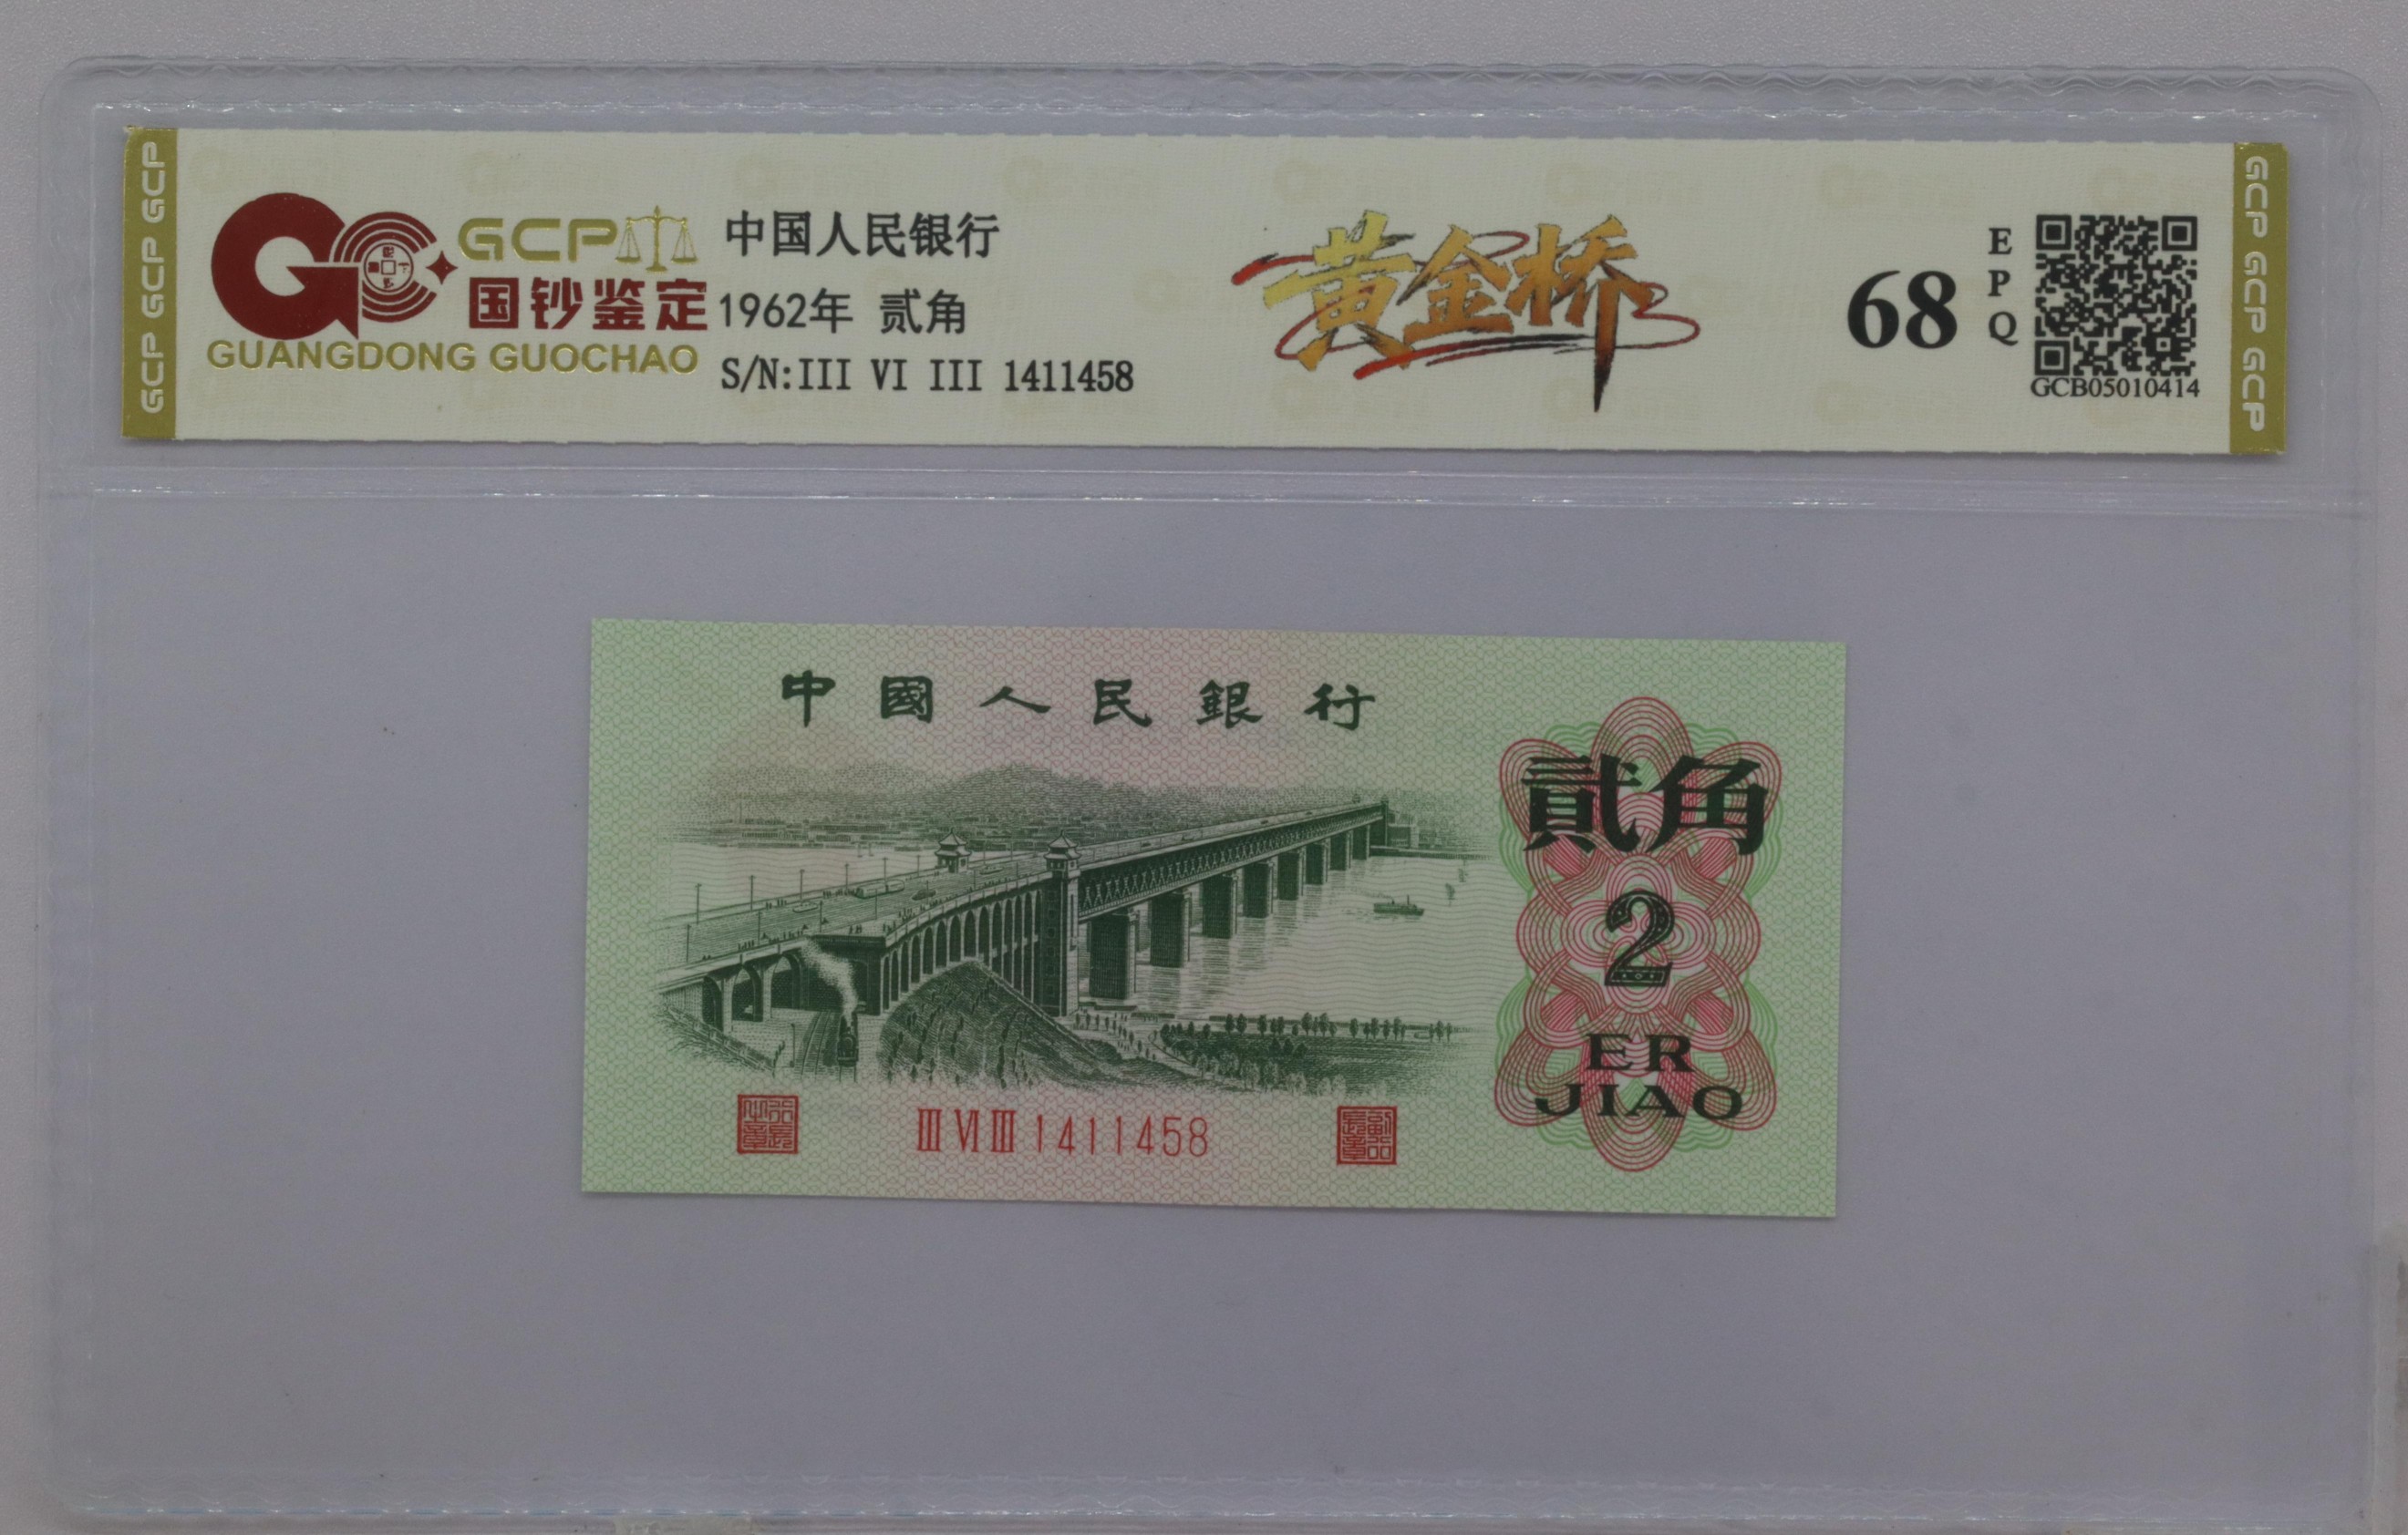 GCP GCP GCP
GCP
国钞鉴定
GUANGDONG GUOCHAO
中国人民银行
1962年 贰角
S/N:III VI III 1411458
黄金桥
68
EPQ
GCB05010414
GCP GCP GCP
中國人民銀行
貳角
2
ER
JIAO
III VI III 1411458